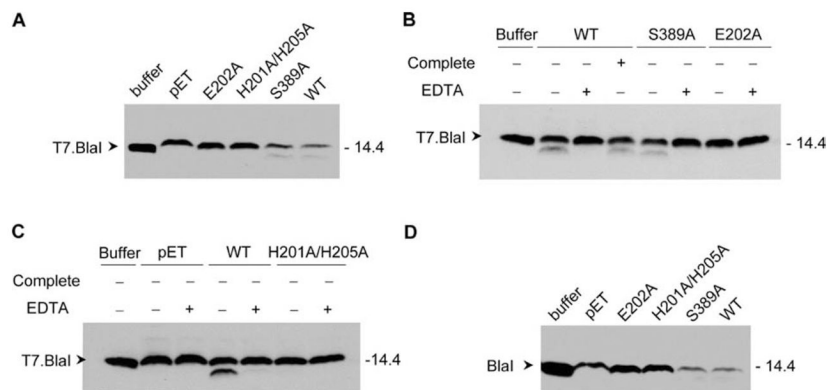 A
buffer pET E202A H201A/H205A S389A WT
T7.BlaI - 14.4
B
Buffer WT S389A E202A
Complete – – – + – – – –
EDTA – – + – – + – +
T7.BlaI - 14.4
C
Buffer pET WT H201A/H205A
Complete – – – – – – –
EDTA – – + – + – +
T7.BlaI -14.4
D
buffer pET E202A H201A/H205A S389A WT
BlaI - 14.4